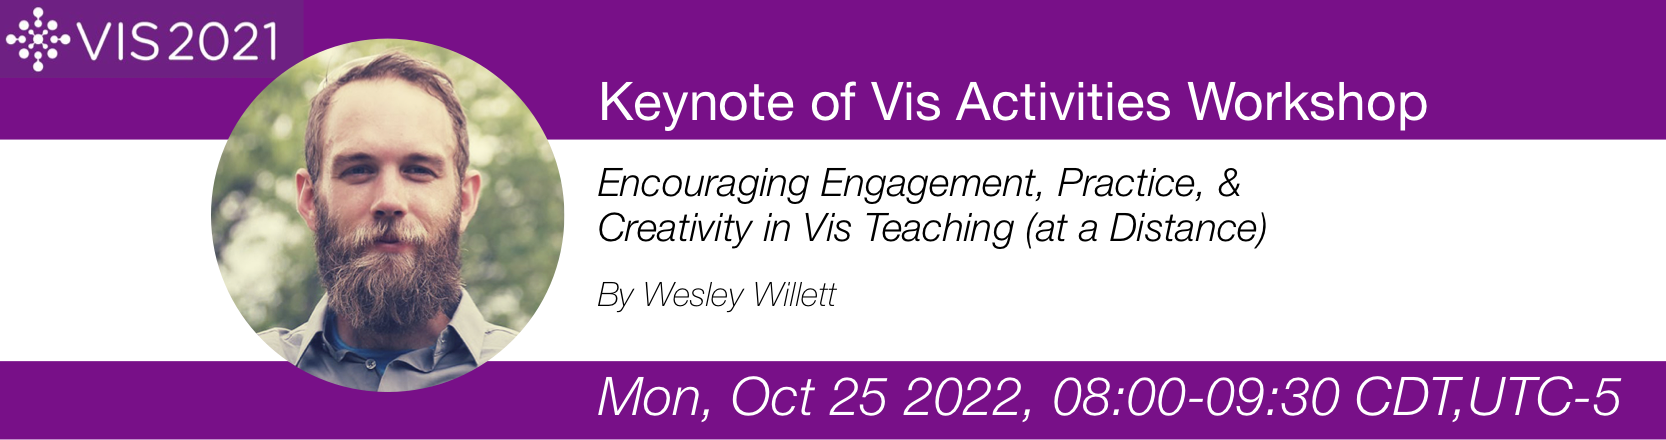 VIS2021
Keynote of Vis Activities Workshop
Encouraging Engagement, Practice, &
Creativity in Vis Teaching (at a Distance)
By Wesley Willett
Mon, Oct 25 2022, 08:00-09:30 CDT,UTC-5